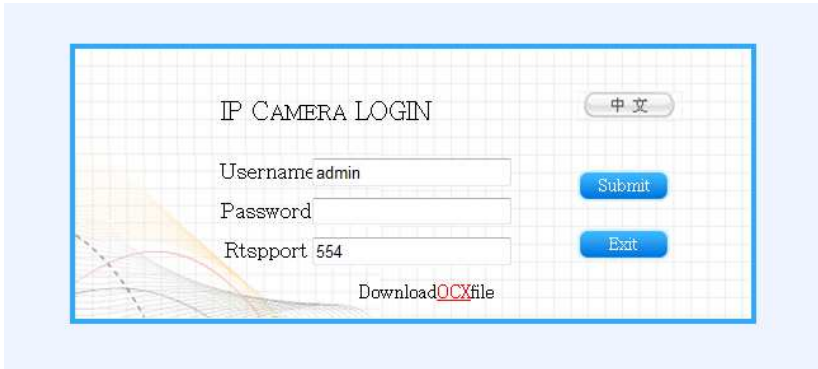 IP CAMERA LOGIN
中文
Username admin
Submit
Password
Rtspport 554
Exit
DownloadOCXfile